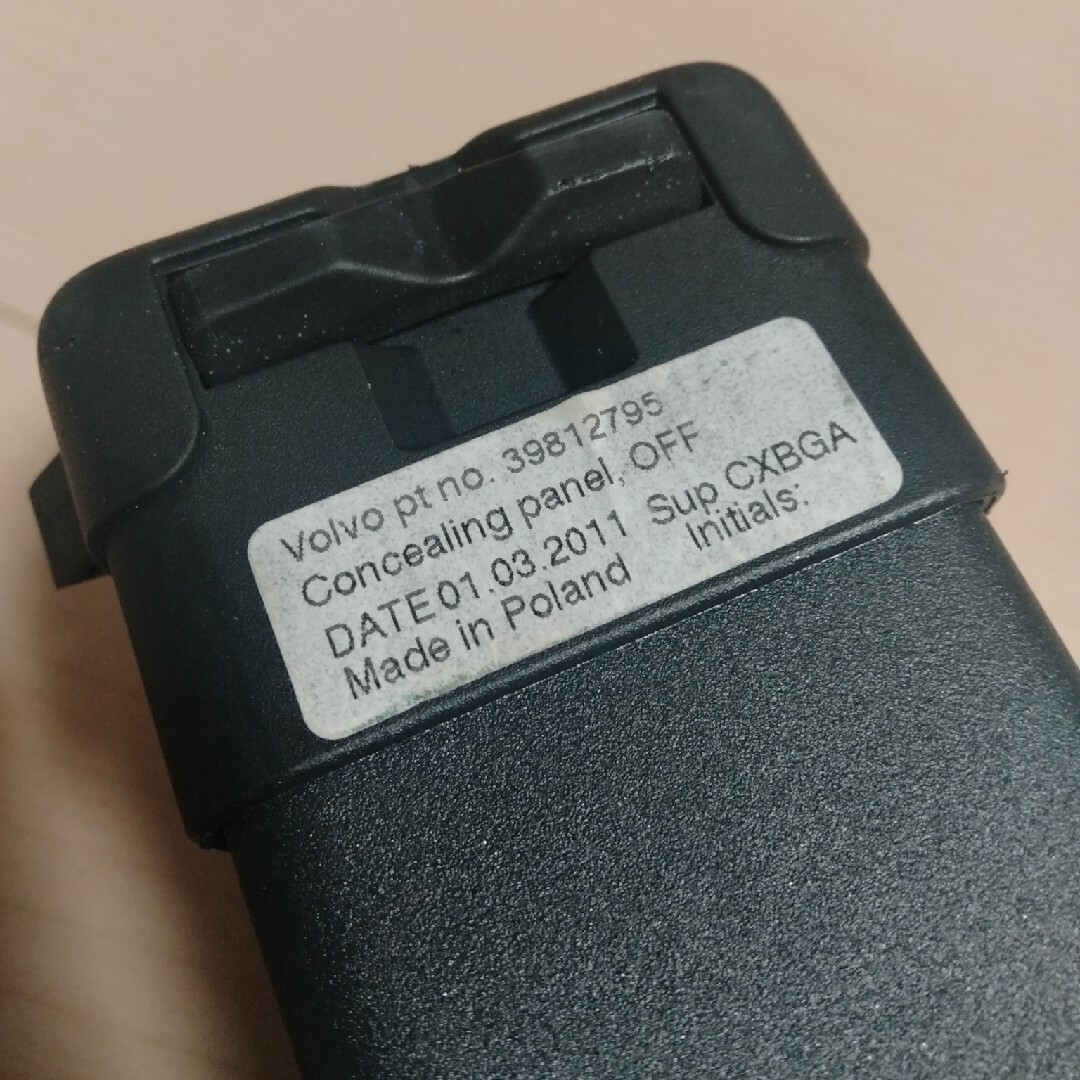 Volvo pt no. 39812795
Concealing panel, OFF
DATE 01.03.2011 Sup CXBGA
Made in Poland Initials: